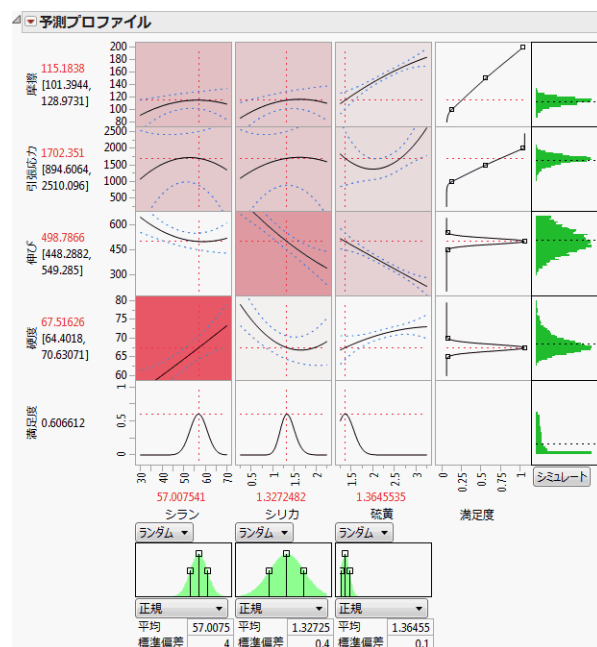 予測プロファイル
摩擦
115.1838
[101.3944,
128.9731]
200
180
160
140
120
100
80
引張応力
1702.351
[894.6064,
2510.096]
2500
2000
1500
1000
500
伸び
498.7866
[448.2882,
549.285]
600
450
300
硬度
67.51626
[64.4018,
70.63071]
80
75
70
65
60
満足度
0.606612
1
0.5
0
30 40 50 60 70
0.5 1 1.5 2
1.5 2 2.5 3
0 0.25 0.5 0.75 1
シミュレート
57.007541 1.3272482 1.3645535
シラン シリカ 硫黄 満足度
ランダム ランダム ランダム
正規 正規 正規
平均 57.0075 平均 1.32725 平均 1.36455
標準偏差 4 標準偏差 0.4 標準偏差 0.1